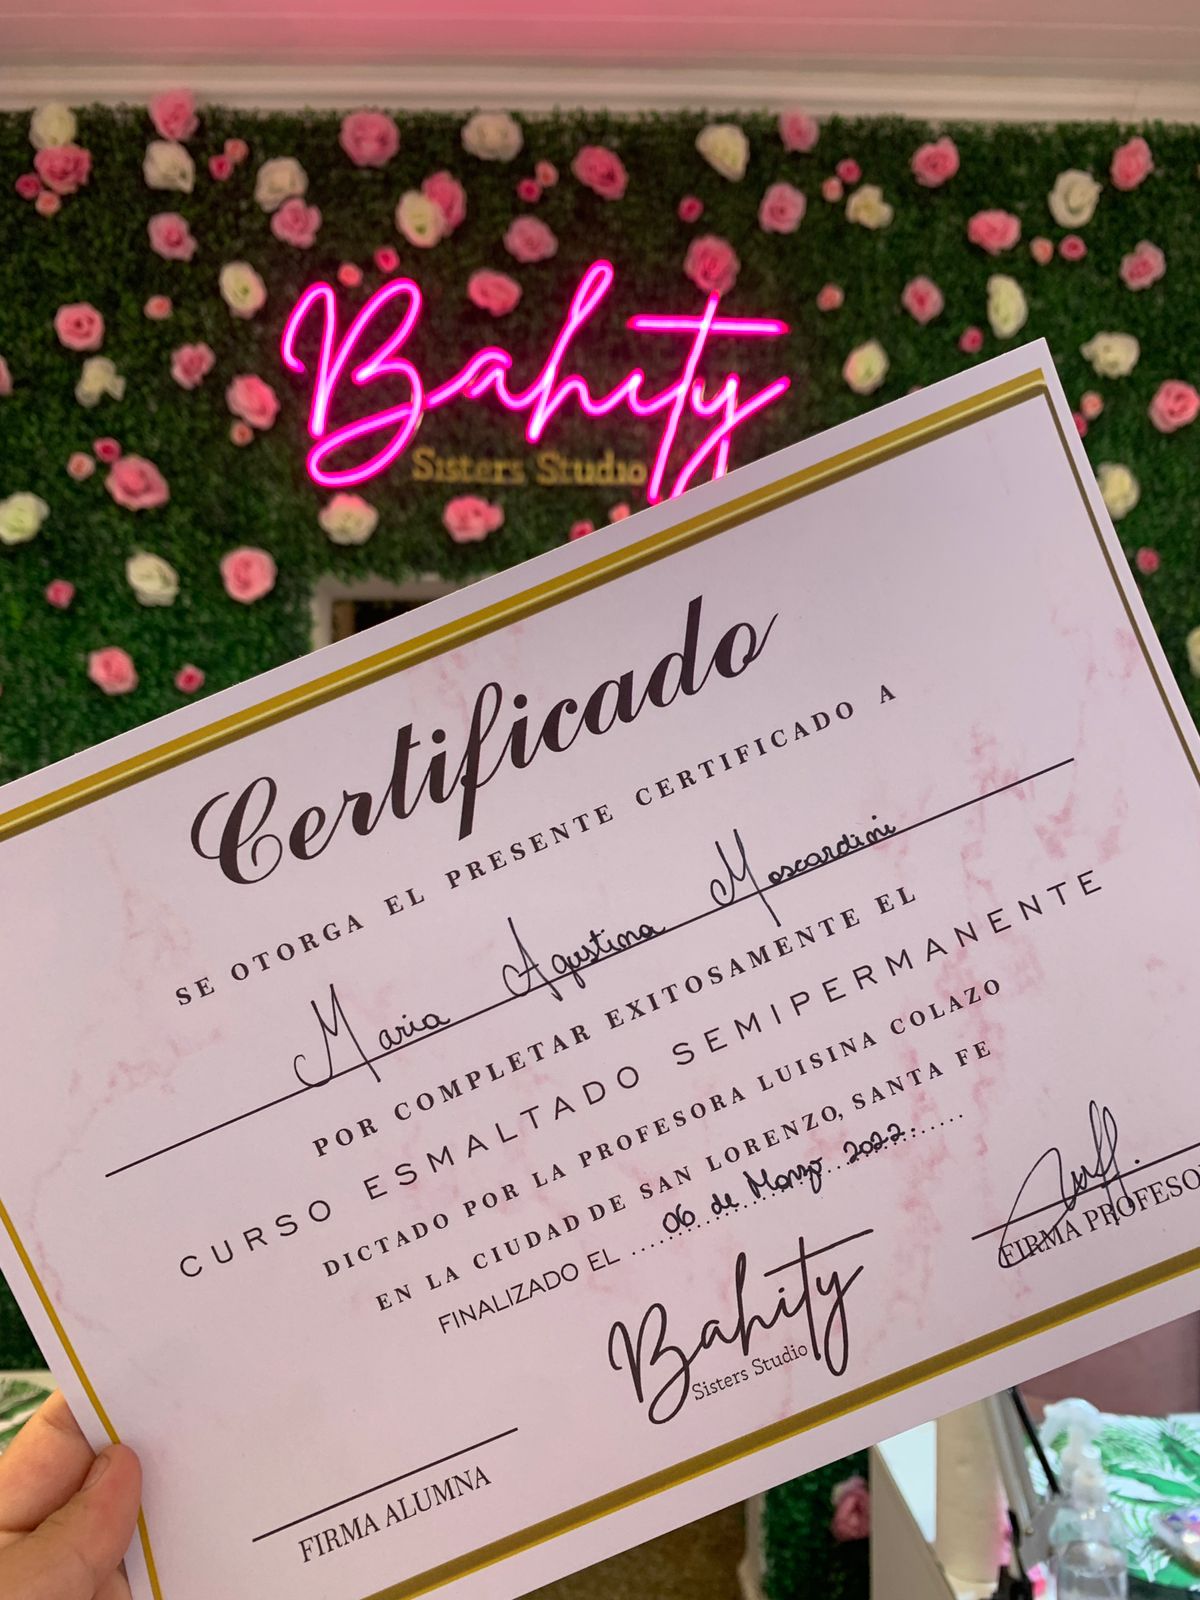 Bahity
Sisters Studio
Certificado
SE OTORGA EL PRESENTE CERTIFICADO A
Maria Agustina Moscardini
POR COMPLETAR EXITOSAMENTE EL
CURSO ESMALTADO SEMIPERMANENTE
DICTADO POR LA PROFESORA LUISINA COLAZO
EN LA CIUDAD DE SAN LORENZO, SANTA FE
FINALIZADO EL 06 de Marzo 2022.
FIRMA PROFESO
Bahity
Sisters Studio
FIRMA ALUMNA